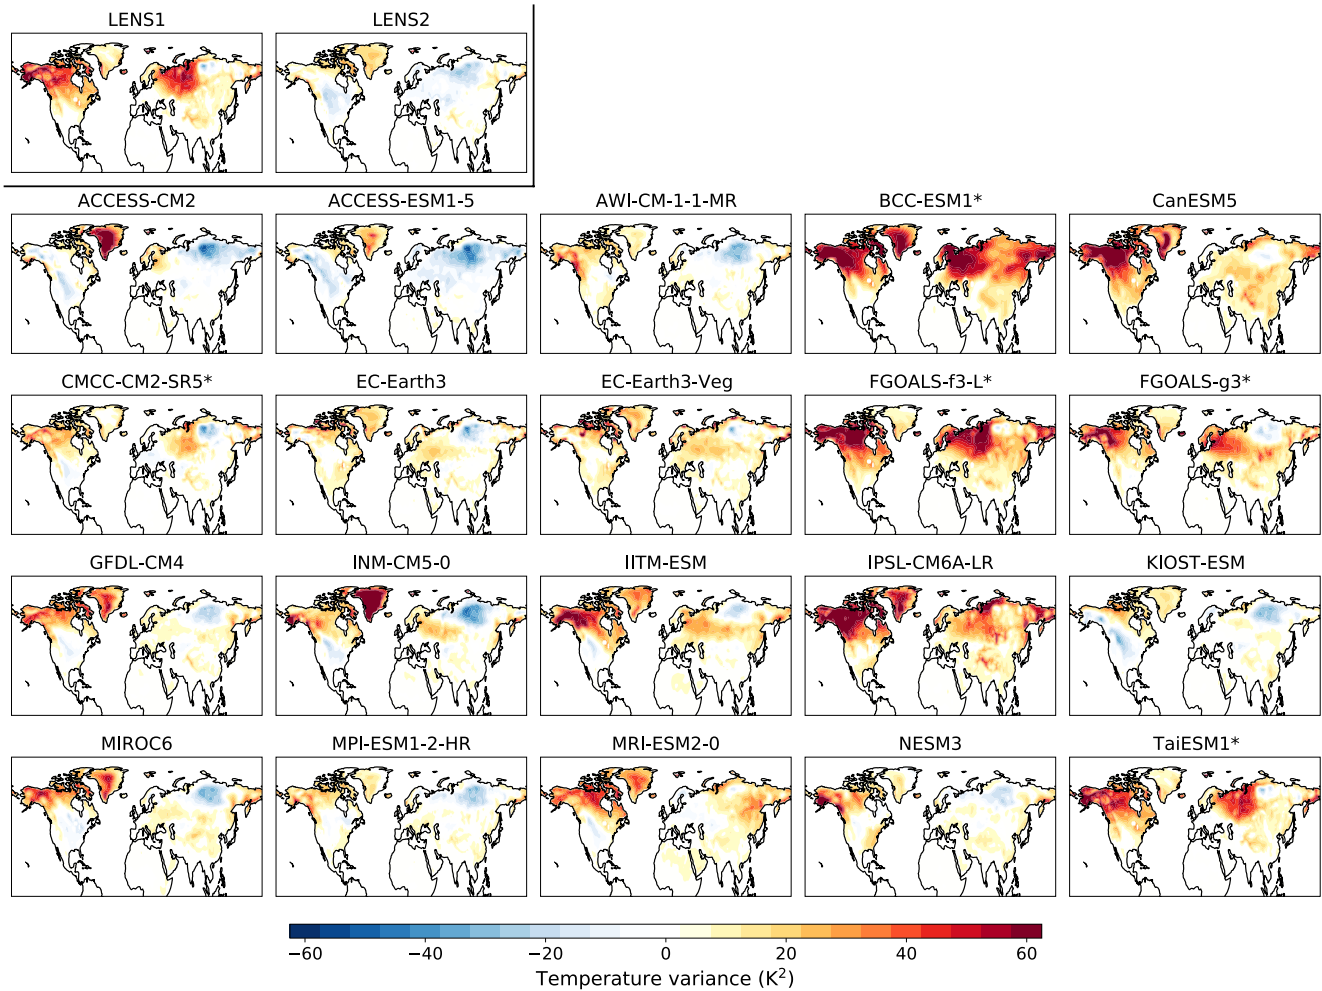 LENS1 LENS2
ACCESS-CM2 ACCESS-ESM1-5 AWI-CM-1-1-MR BCC-ESM1* CanESM5
CMCC-CM2-SR5* EC-Earth3 EC-Earth3-Veg FGOALS-f3-L* FGOALS-g3*
GFDL-CM4 INM-CM5-0 IITM-ESM IPSL-CM6A-LR KIOST-ESM
MIROC6 MPI-ESM1-2-HR MRI-ESM2-0 NESM3 TaiESM1*
−60 −40 −20 0 20 40 60
Temperature variance (K²)